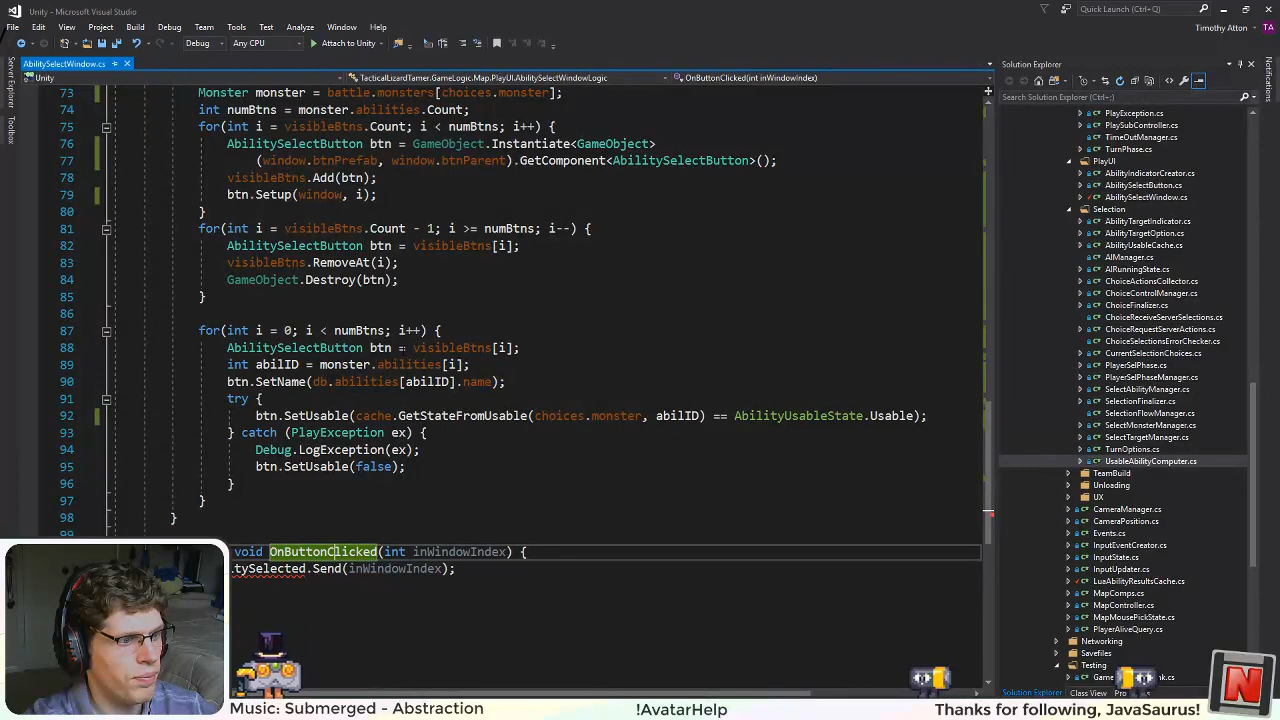 Unity - Microsoft Visual Studio
Quick Launch (Ctrl+Q)
File Edit View Project Build Debug Team Tools Test Analyze Window Help
Timothy Atton TA
Debug Any CPU Attach to Unity
AbilitySelectWindow.cs
Unity TacticalLizardTamer.GameLogic.Map.PlayUI.AbilitySelectWindowLogic OnButtonClicked(int inWindowIndex)
Server Explorer
Toolbox
73 Monster monster = battle.monsters[choices.monster];
74 int numBtns = monster.abilities.Count;
75 for(int i = visibleBtns.Count; i < numBtns; i++) {
76 AbilitySelectButton btn = GameObject.Instantiate<GameObject>
77 (window.btnPrefab, window.btnParent).GetComponent<AbilitySelectButton>();
78 visibleBtns.Add(btn);
79 btn.Setup(window, i);
80 }
81 for(int i = visibleBtns.Count - 1; i >= numBtns; i--) {
82 AbilitySelectButton btn = visibleBtns[i];
83 visibleBtns.RemoveAt(i);
84 GameObject.Destroy(btn);
85 }
86
87 for(int i = 0; i < numBtns; i++) {
88 AbilitySelectButton btn = visibleBtns[i];
89 int abilID = monster.abilities[i];
90 btn.SetName(db.abilities[abilID].name);
91 try {
92 btn.SetUsable(cache.GetStateFromUsable(choices.monster, abilID) == AbilityUsableState.Usable);
93 } catch (PlayException ex) {
94 Debug.LogException(ex);
95 btn.SetUsable(false);
96 }
97 }
98 }
99
void OnButtonClicked(int inWindowIndex) {
.tySelected.Send(inWindowIndex);
Solution Explorer
Search Solution Explorer (Ctrl+;)
PlayException.cs
PlaySubController.cs
TimeOutManager.cs
TurnPhase.cs
PlayUI
AbilityIndicatorCreator.cs
AbilitySelectButton.cs
AbilitySelectWindow.cs
Selection
AbilityTargetIndicator.cs
AbilityTargetOption.cs
AbilityUsableCache.cs
AIManager.cs
AIRunningState.cs
ChoiceActionsCollector.cs
ChoiceControlManager.cs
ChoiceFinalizer.cs
ChoiceReceiveServerSelections.cs
ChoiceRequestServerActions.cs
ChoiceSelectionsErrorChecker.cs
CurrentSelectionChoices.cs
PlayerSelPhase.cs
PlayerSelPhaseManager.cs
SelectAbilityManager.cs
SelectionFinalizer.cs
SelectionFlowManager.cs
SelectMonsterManager.cs
SelectTargetManager.cs
TurnOptions.cs
UsableAbilityComputer.cs
TeamBuild
Unloading
UX
CameraManager.cs
CameraPosition.cs
Events.cs
InputEventCreator.cs
InputState.cs
InputUpdater.cs
LuaAbilityResultsCache.cs
MapComps.cs
MapController.cs
MapMousePickState.cs
PlayerAliveQuery.cs
Networking
Savefiles
Testing
Solution Explorer Class View
Notifications
N
Music: Submerged - Abstraction !AvatarHelp Thanks for following, JavaSaurus!